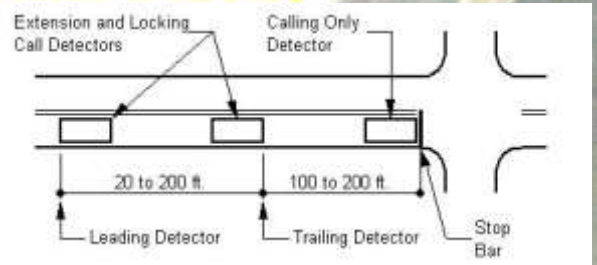 Extension and Locking
Call Detectors
Calling Only
Detector
20 to 200 ft.
100 to 200 ft.
Leading Detector
Trailing Detector
Stop
Bar